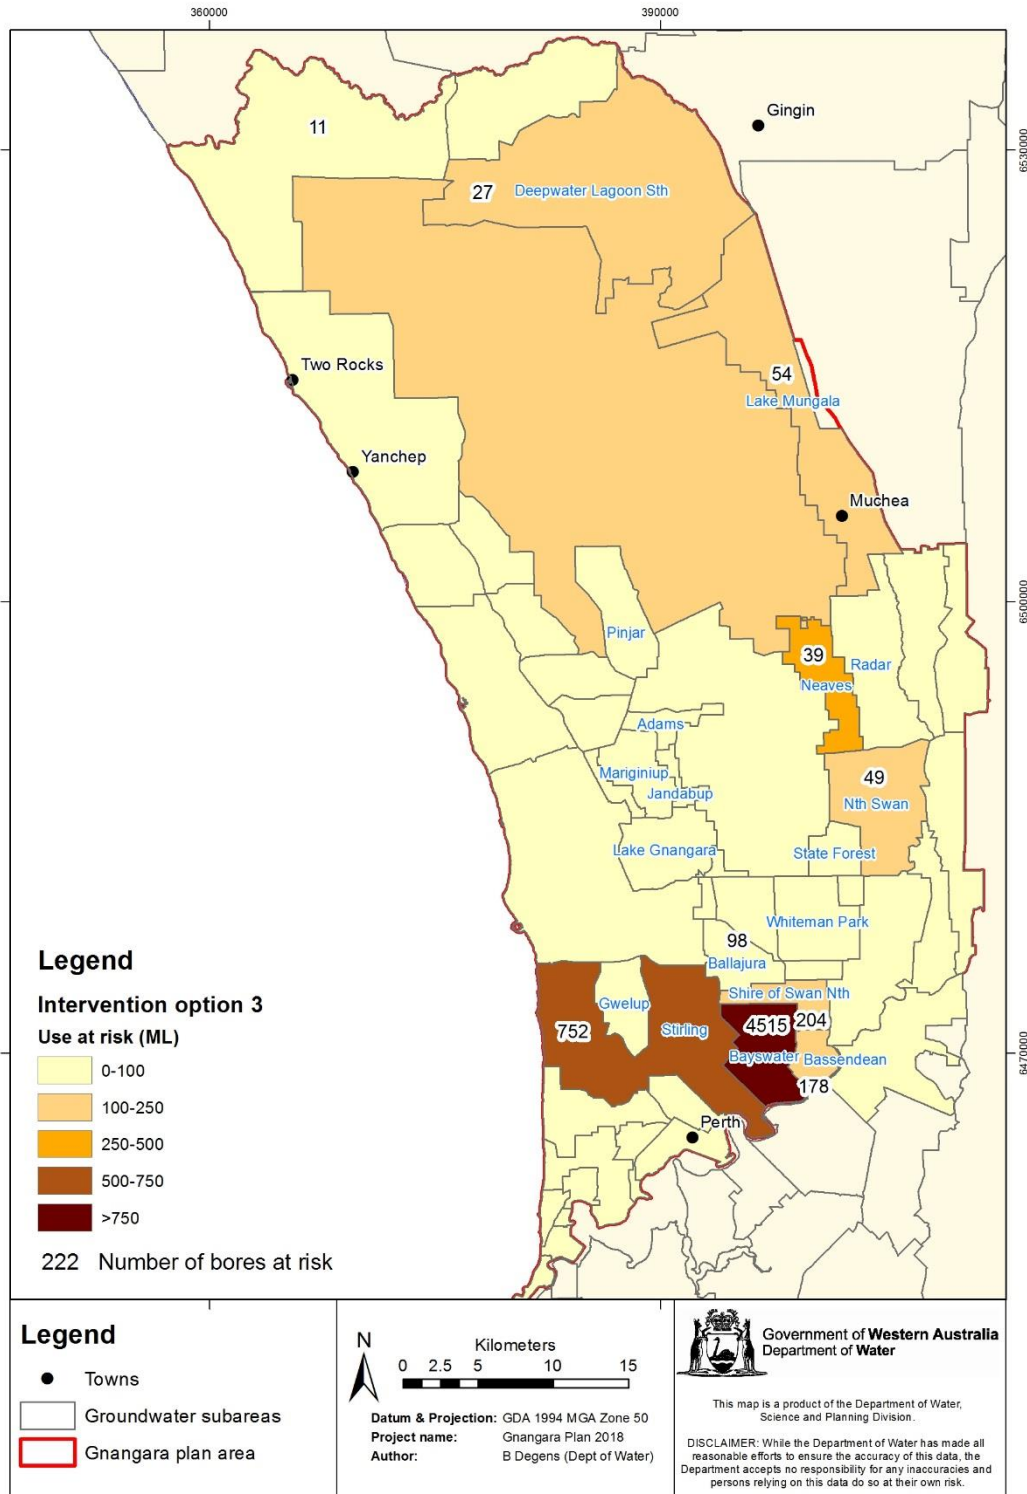 360000
390000
Gingin
11
6530000
27
Deepwater Lagoon Sth
Two Rocks
54
Lake Mungala
Yanchep
Muchea
6500000
Pinjar
39
Radar
Neaves
Adams
Mariginiup
49
Jandabup
Nth Swan
Lake Gnangara
State Forest
Whiteman Park
98
Ballajura
Legend
Intervention option 3
Use at risk (ML)
0-100
100-250
250-500
500-750
>750
222 Number of bores at risk
Shire of Swan Nth
Gwelup
752
Stirling
4515
204
Bayswater
Bassendean
6470000
178
Perth
Legend
Towns
Groundwater subareas
Gnangara plan area
N
Kilometers
0 2.5 5 10 15
Datum & Projection: GDA 1994 MGA Zone 50
Project name: Gnangara Plan 2018
Author: B Degens (Dept of Water)
Government of Western Australia
Department of Water
This map is a product of the Department of Water,
Science and Planning Division.
DISCLAIMER: While the Department of Water has made all
reasonable efforts to ensure the accuracy of this data, the
Department accepts no responsibility for any inaccuracies and
persons relying on this data do so at their own risk.